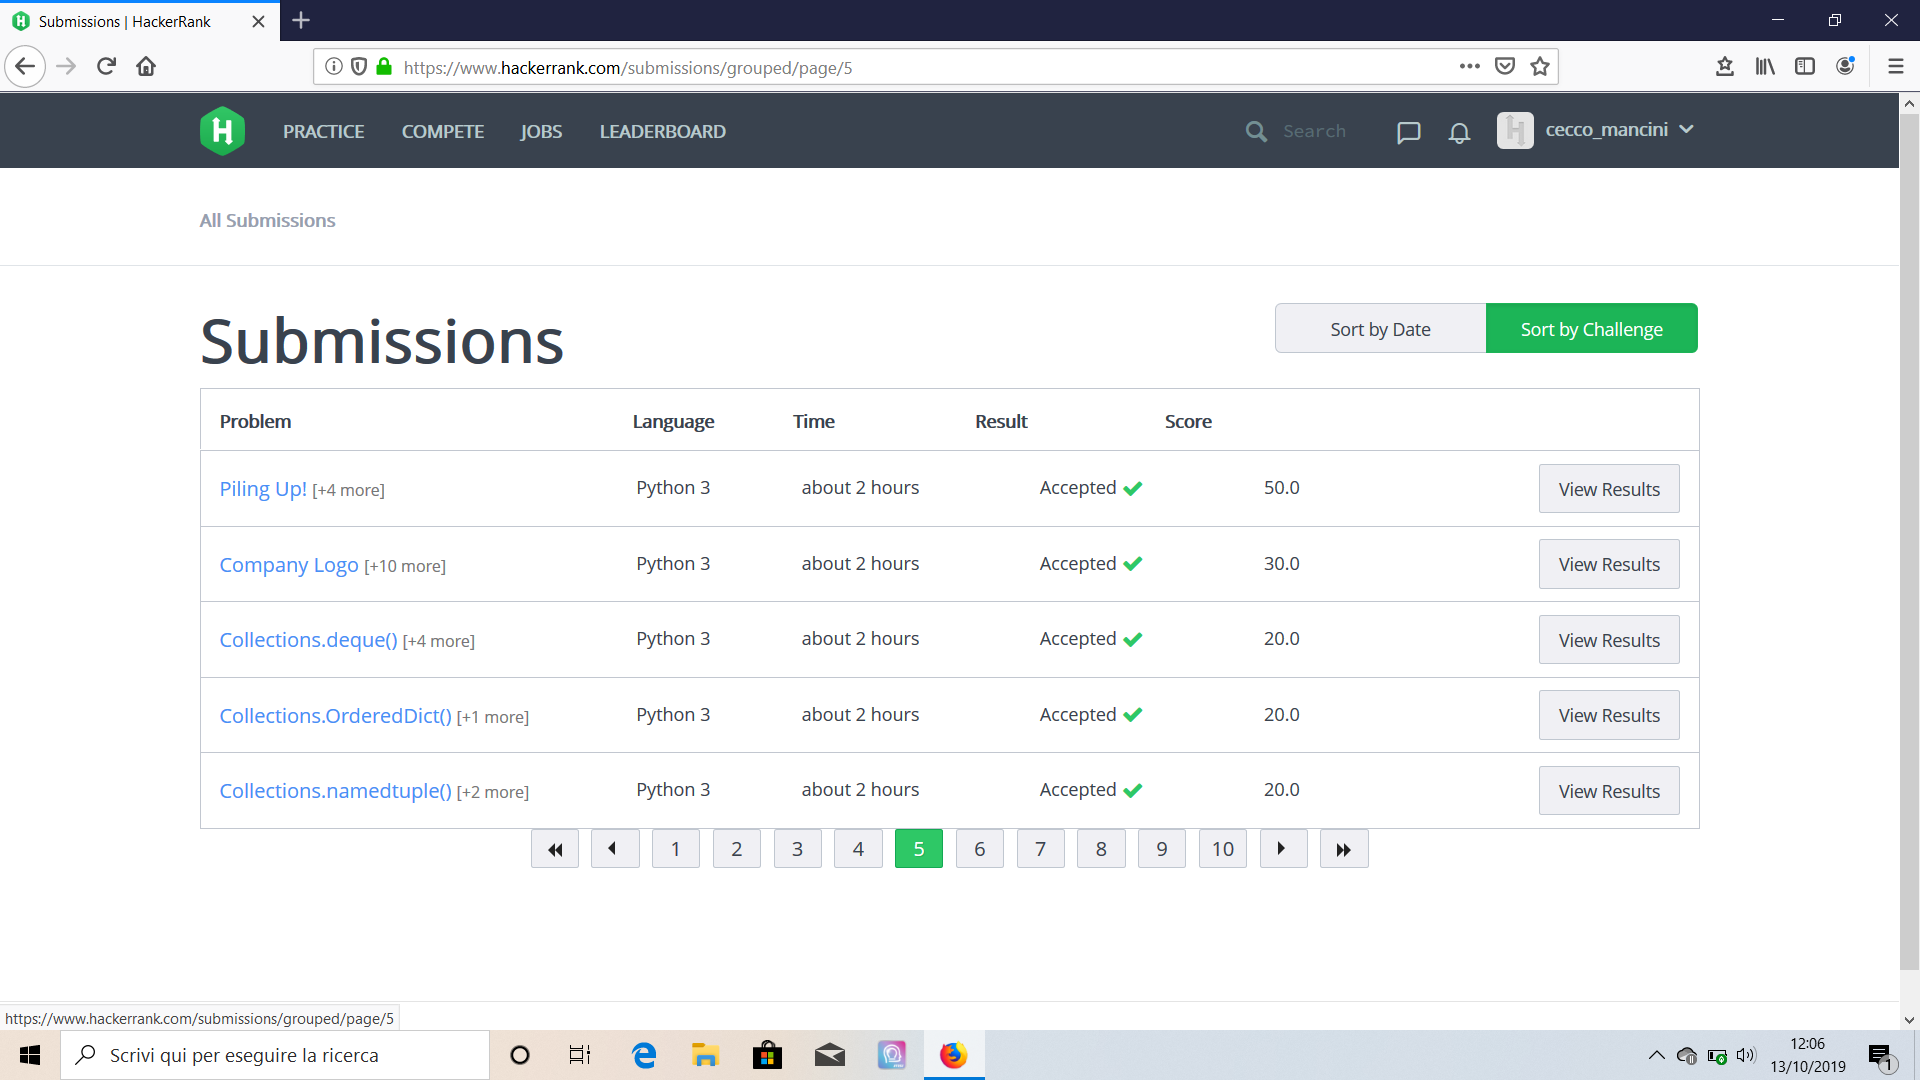 Submissions | HackerRank
https://www.hackerrank.com/submissions/grouped/page/5
PRACTICE COMPETE JOBS LEADERBOARD Search cecco_mancini
All Submissions
Submissions
Sort by Date Sort by Challenge
Problem Language Time Result Score
Piling Up! [+4 more] Python 3 about 2 hours Accepted 50.0 View Results
Company Logo [+10 more] Python 3 about 2 hours Accepted 30.0 View Results
Collections.deque() [+4 more] Python 3 about 2 hours Accepted 20.0 View Results
Collections.OrderedDict() [+1 more] Python 3 about 2 hours Accepted 20.0 View Results
Collections.namedtuple() [+2 more] Python 3 about 2 hours Accepted 20.0 View Results
1 2 3 4 5 6 7 8 9 10
https://www.hackerrank.com/submissions/grouped/page/5
Scrivi qui per eseguire la ricerca
12:06
13/10/2019
1